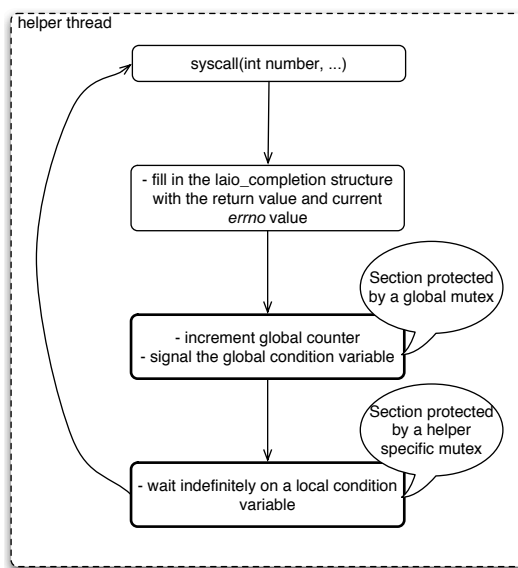 helper thread
syscall(int number, ...)
- fill in the laio_completion structure
with the return value and current
errno value
Section protected
by a global mutex
- increment global counter
- signal the global condition variable
Section protected
by a helper
specific mutex
- wait indefinitely on a local condition
variable